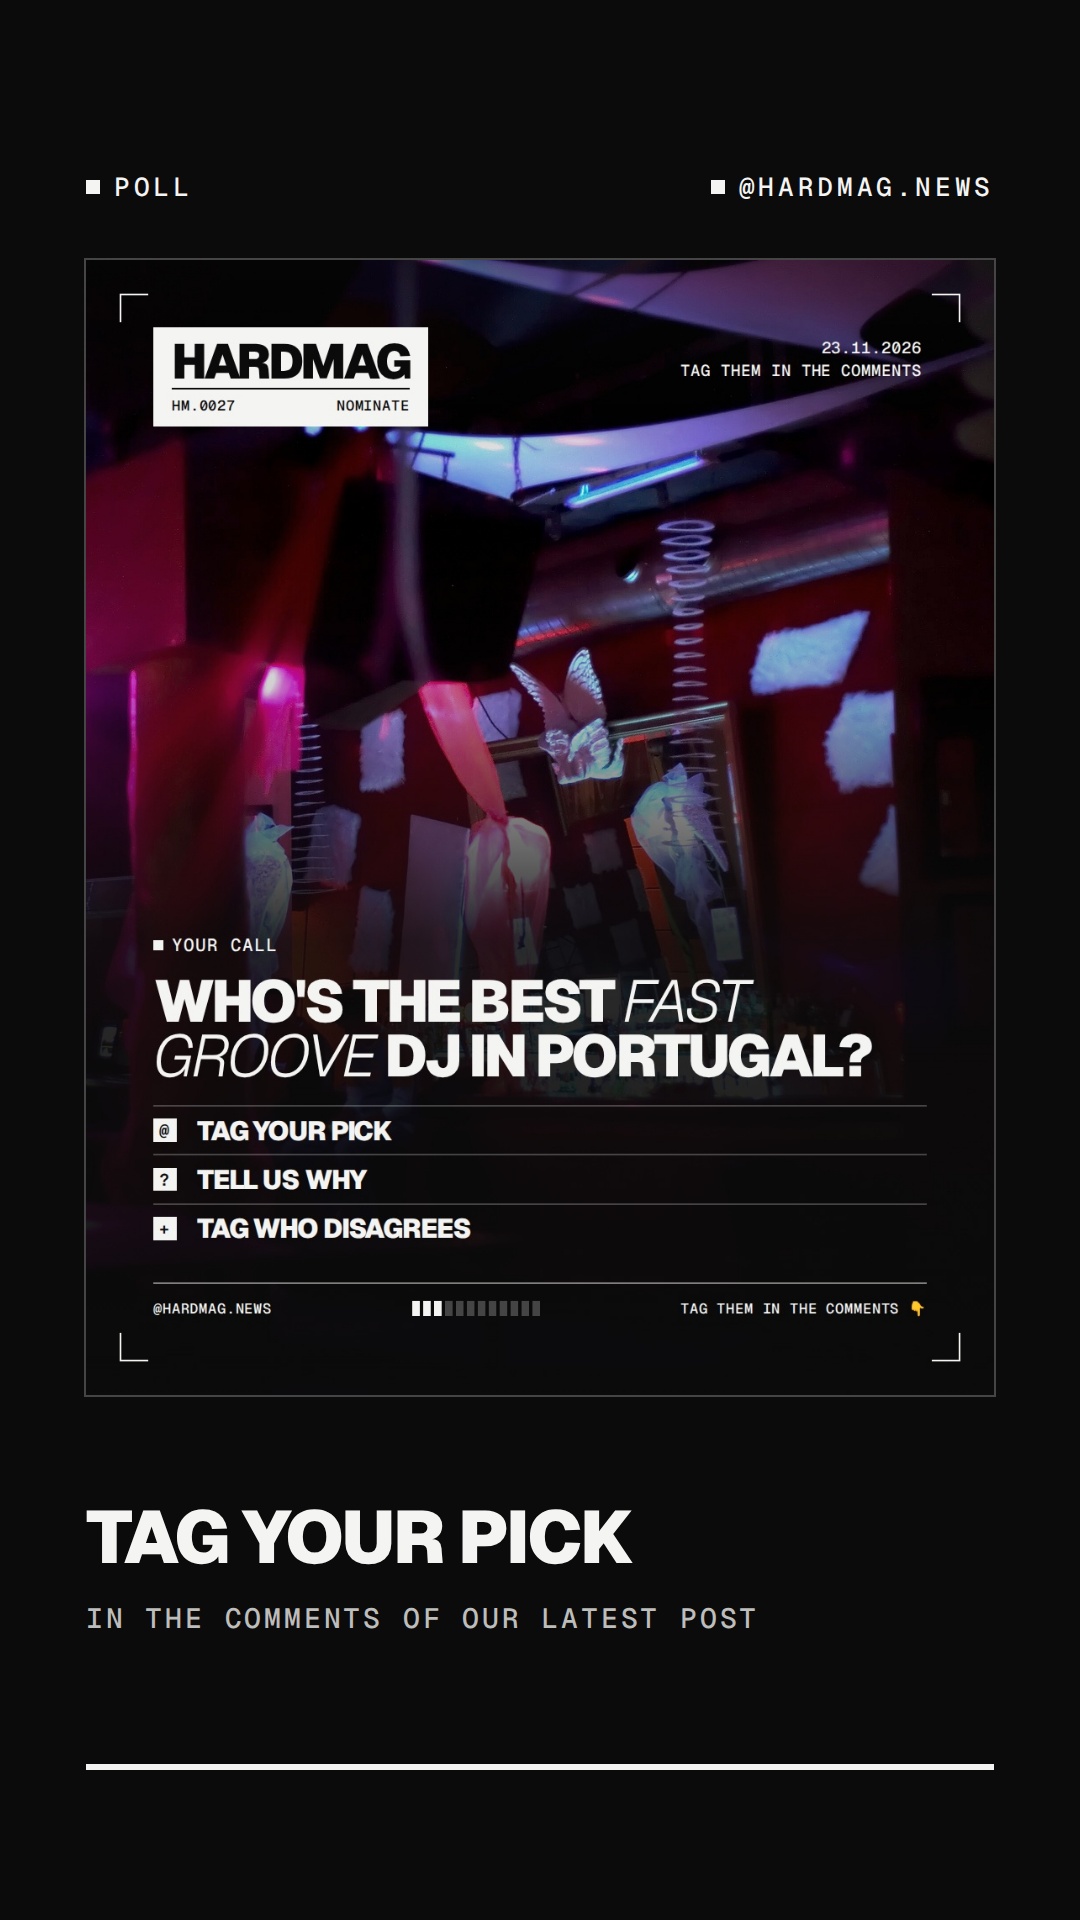 POLL
@HARDMAG.NEWS
HARDMAG
HM.0027 NOMINATE
23.11.2026
TAG THEM IN THE COMMENTS
YOUR CALL
WHO'S THE BEST FAST
GROOVE DJ IN PORTUGAL?
@ TAG YOUR PICK
? TELL US WHY
+ TAG WHO DISAGREES
@HARDMAG.NEWS
TAG THEM IN THE COMMENTS 👇
TAG YOUR PICK
IN THE COMMENTS OF OUR LATEST POST